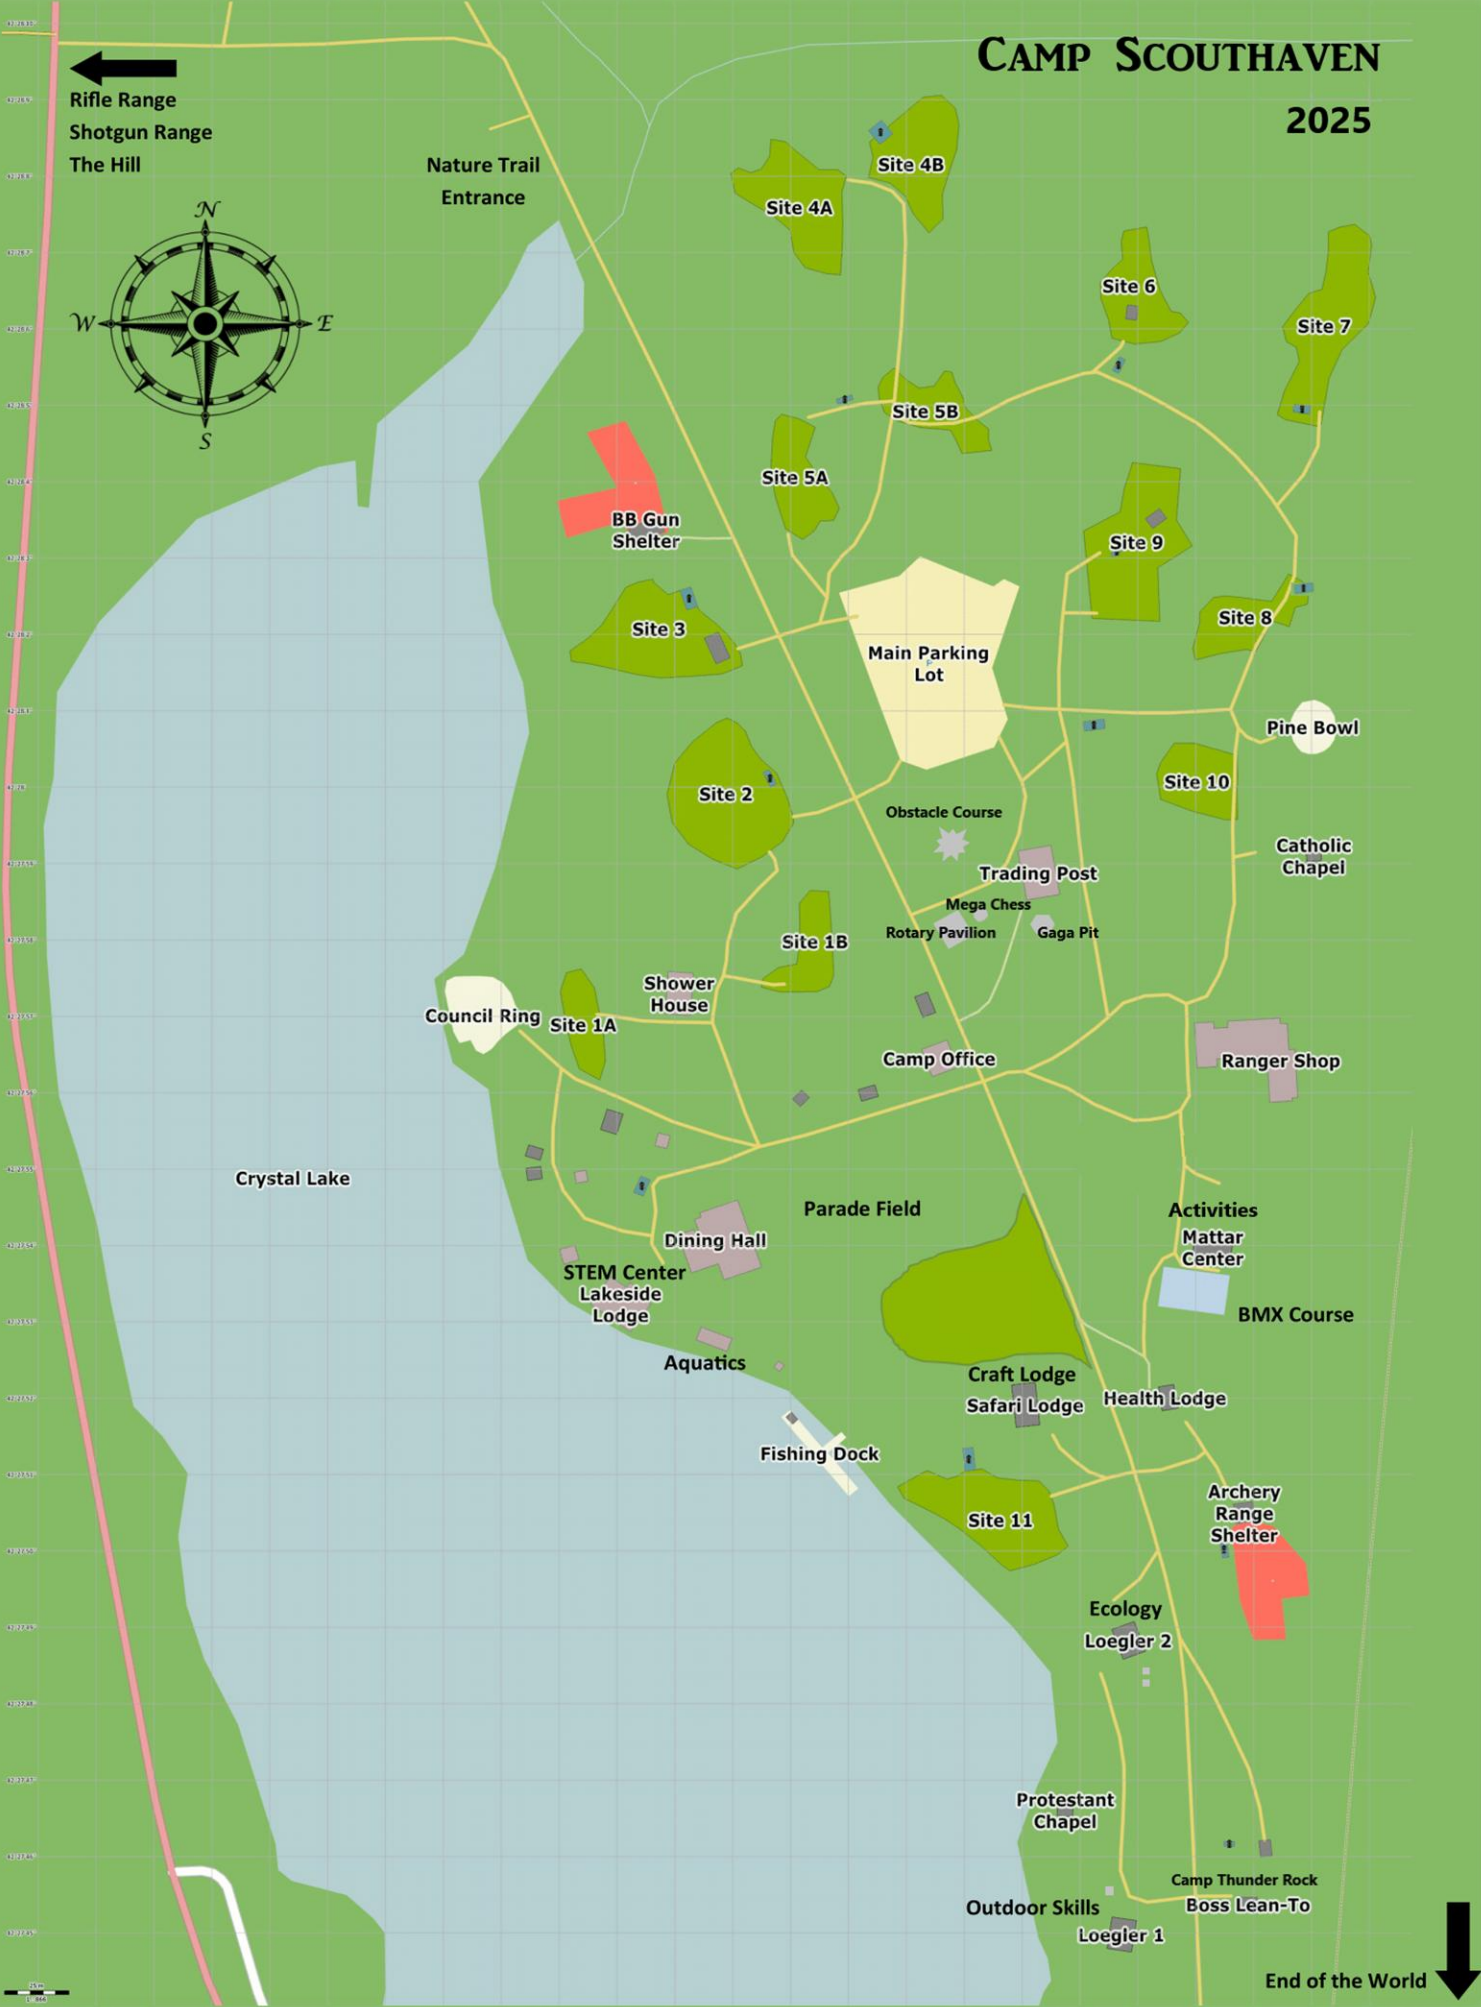 CAMP SCOUTHAVEN
2025
Rifle Range
Shotgun Range
The Hill
Nature Trail
Entrance
N
W
E
S
Site 4B
Site 4A
Site 6
Site 7
Site 5B
Site 5A
BB Gun
Shelter
Site 9
Site 8
Site 3
Main Parking
Lot
Pine Bowl
Site 10
Site 2
Obstacle Course
Catholic
Chapel
Trading Post
Mega Chess
Rotary Pavilion
Gaga Pit
Site 1B
Shower
House
Council Ring
Site 1A
Camp Office
Ranger Shop
Crystal Lake
Parade Field
Activities
Mattar
Center
Dining Hall
STEM Center
Lakeside
Lodge
BMX Course
Aquatics
Craft Lodge
Safari Lodge
Health Lodge
Fishing Dock
Archery
Range
Shelter
Site 11
Ecology
Loegler 2
Protestant
Chapel
Camp Thunder Rock
Boss Lean-To
Outdoor Skills
Loegler 1
End of the World